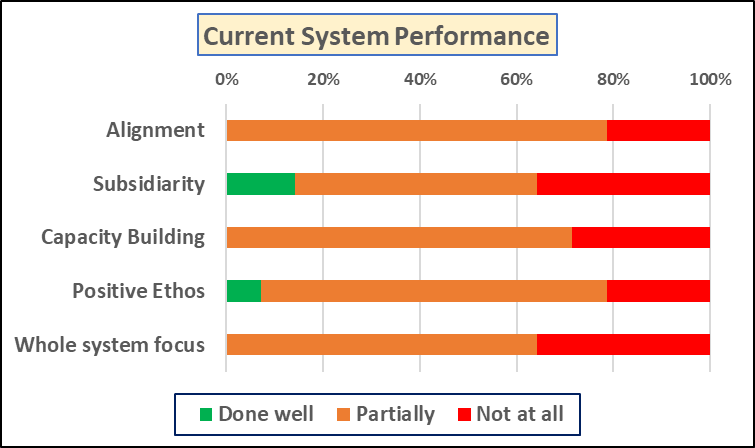 Current System Performance
0% 20% 40% 60% 80% 100%
Alignment
Subsidiarity
Capacity Building
Positive Ethos
Whole system focus
Done well Partially Not at all